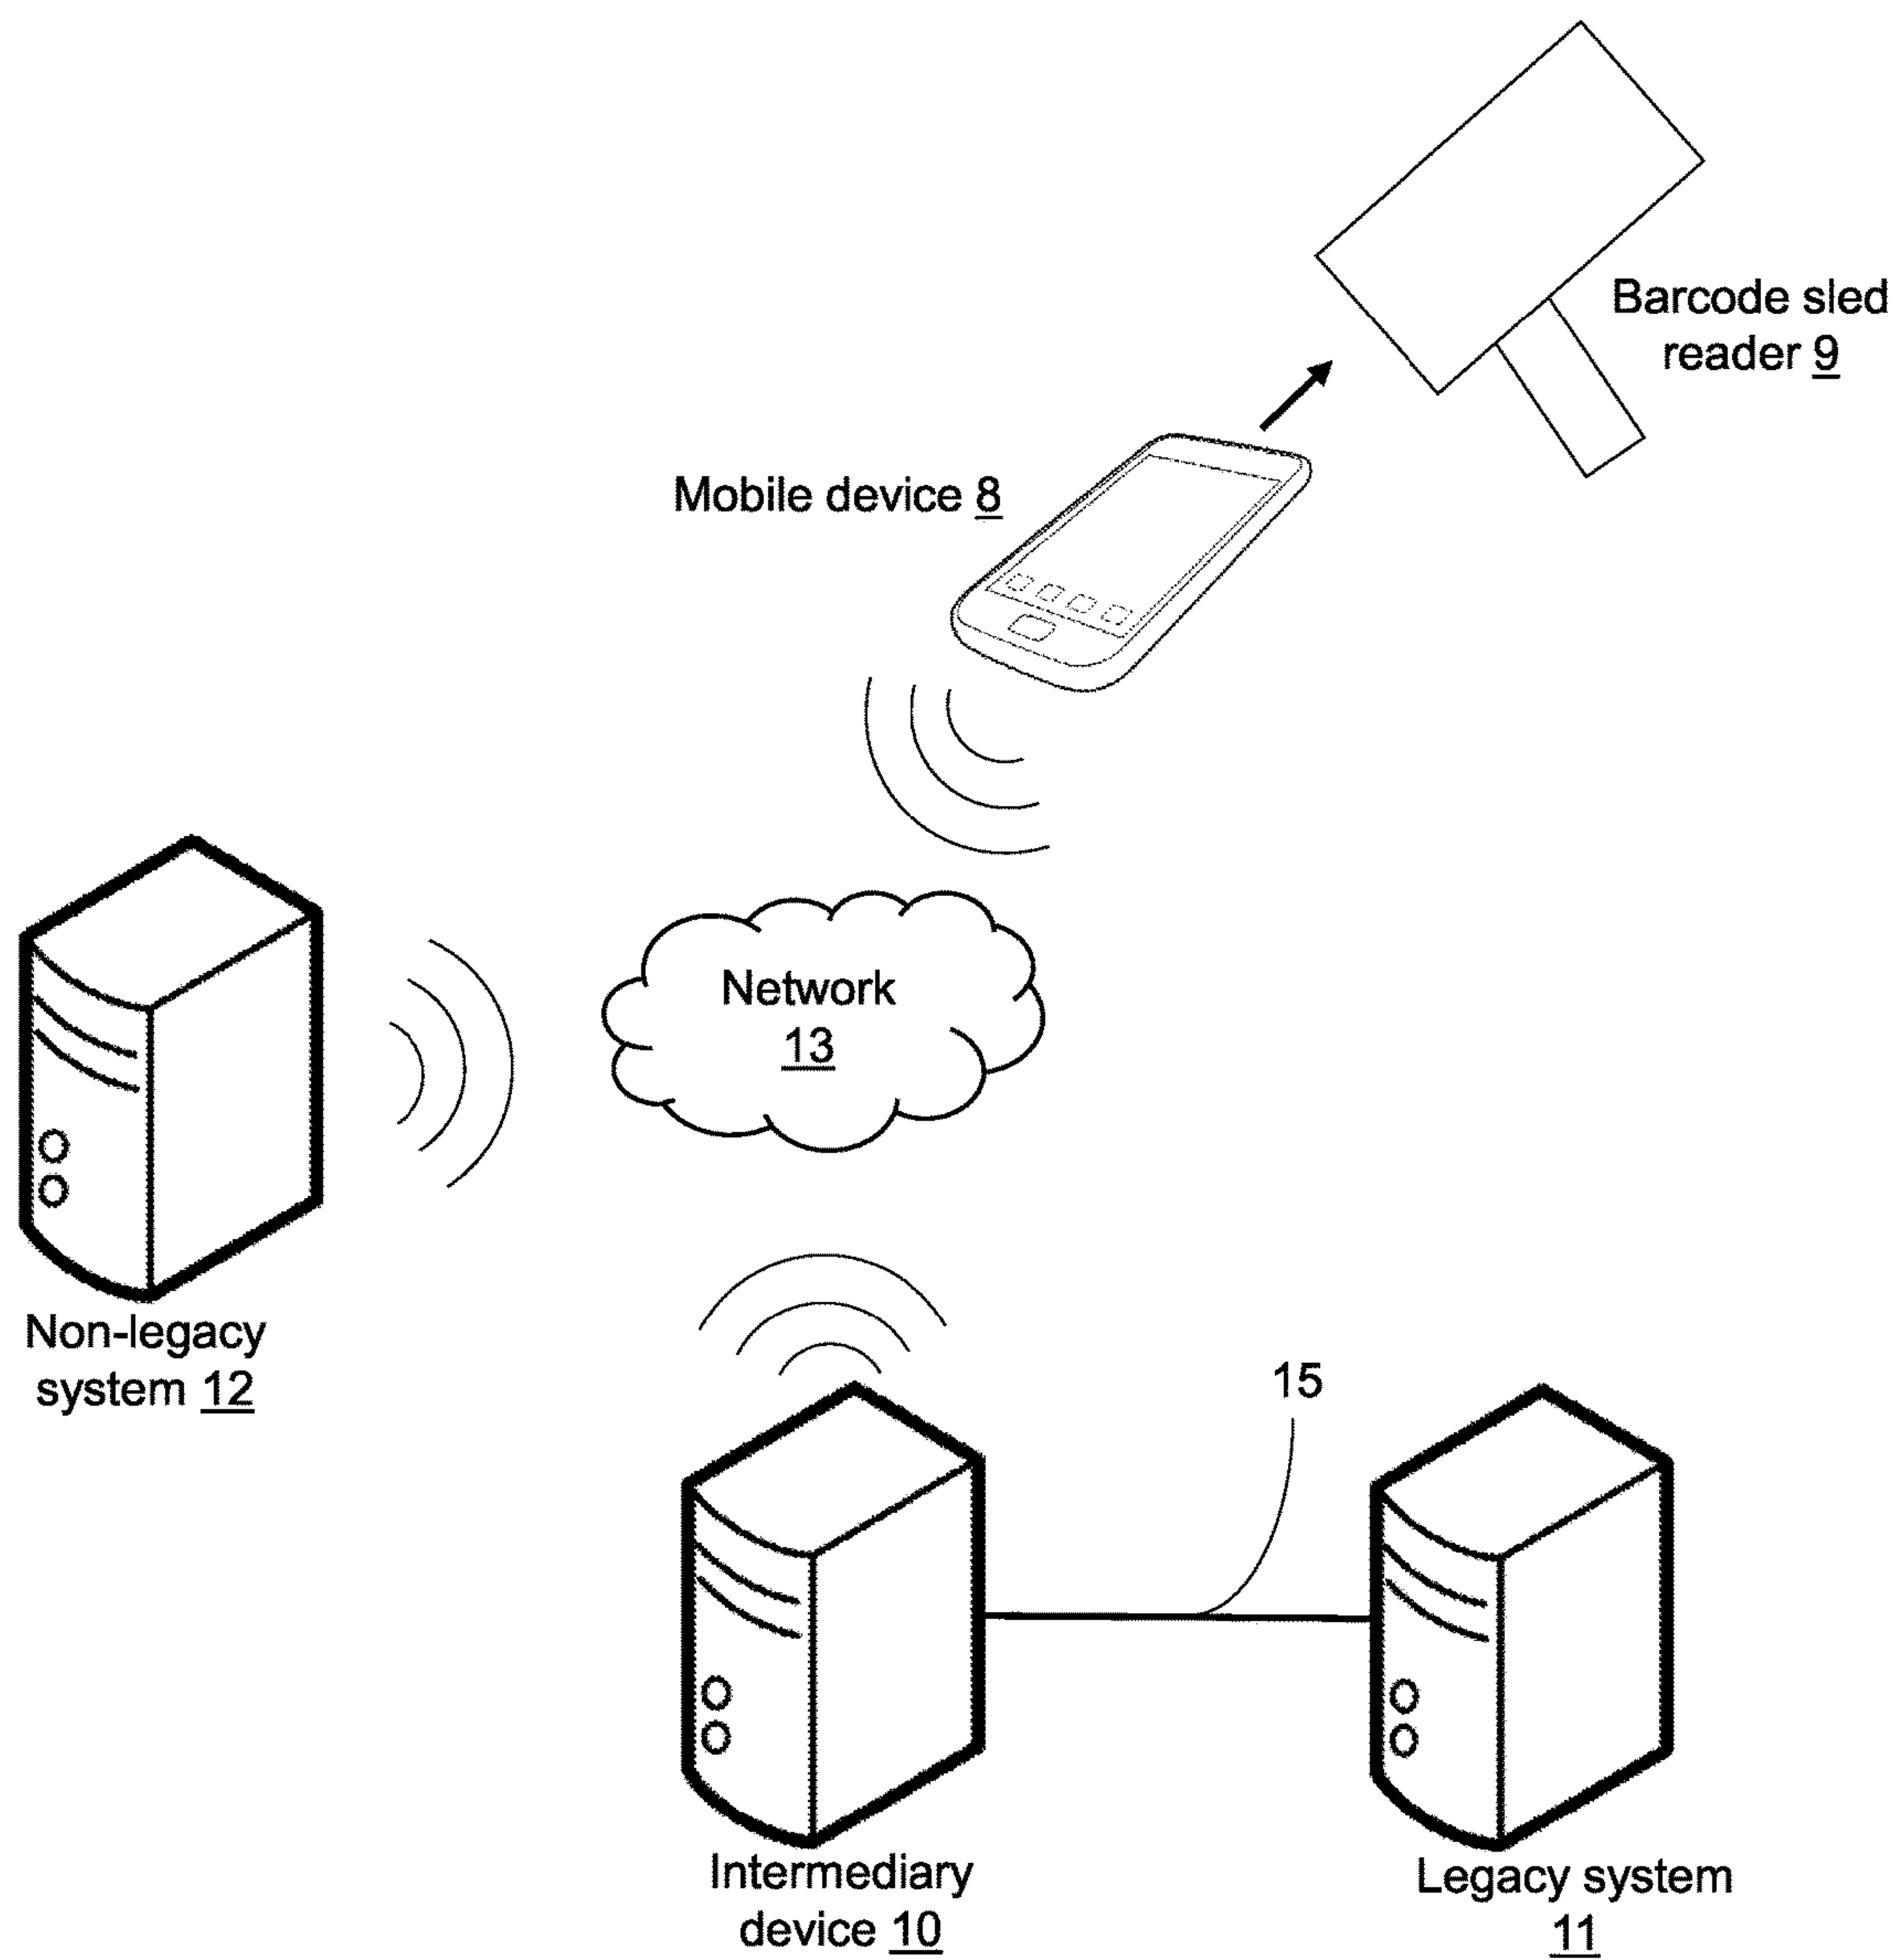 Barcode sled
reader 9
Mobile device 8
Network
13
Non-legacy
system 12
15
Intermediary
device 10
Legacy system
11